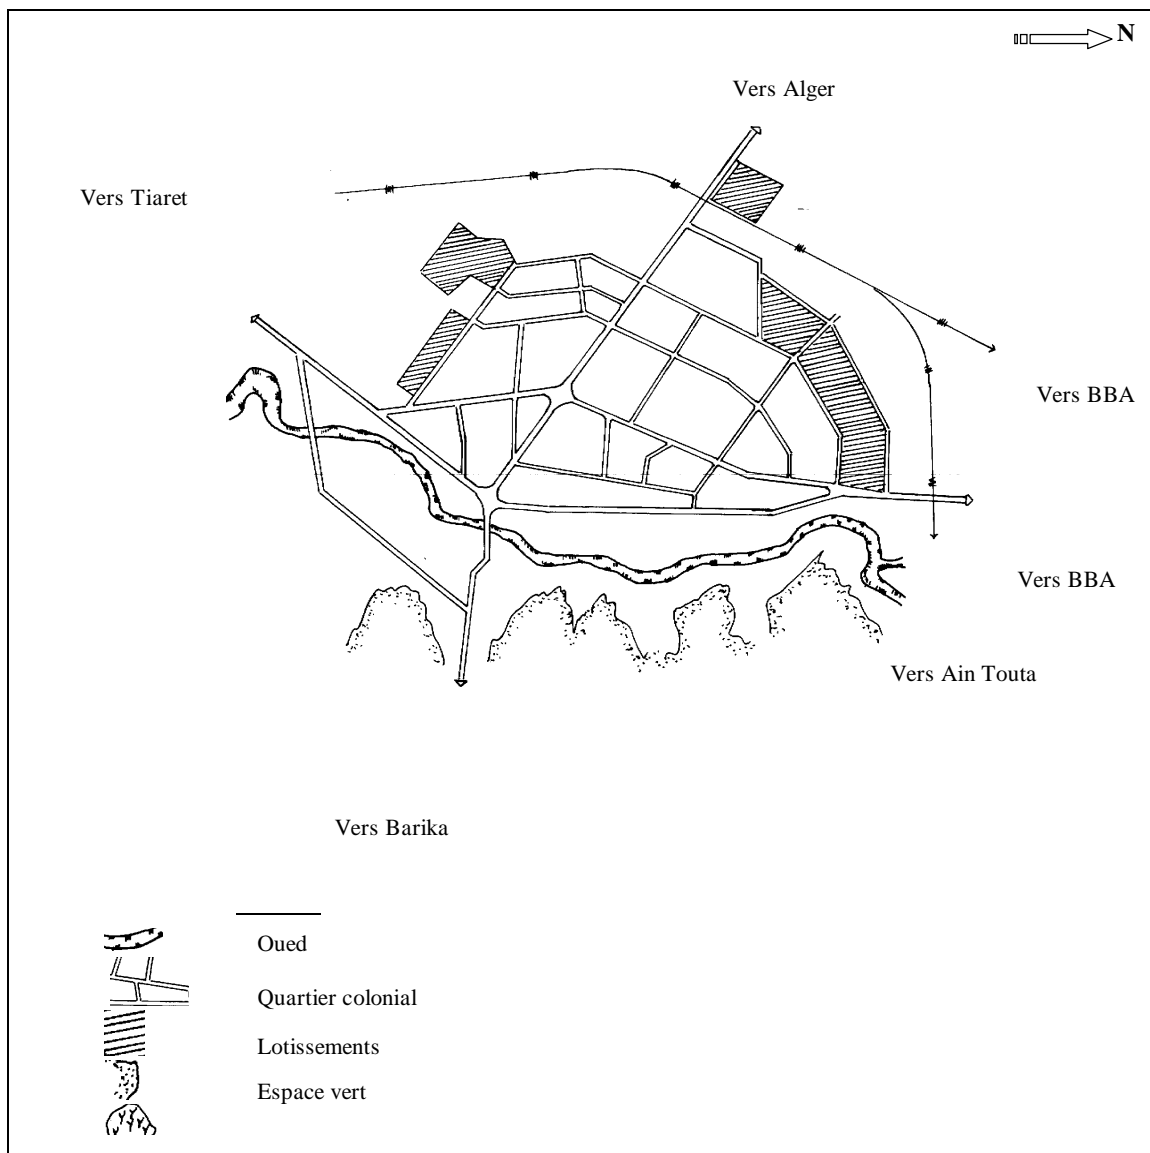 N
Vers Alger
Vers Tiaret
Vers BBA
Vers BBA
Vers Ain Touta
Vers Barika
Oued
Quartier colonial
Lotissements
Espace vert